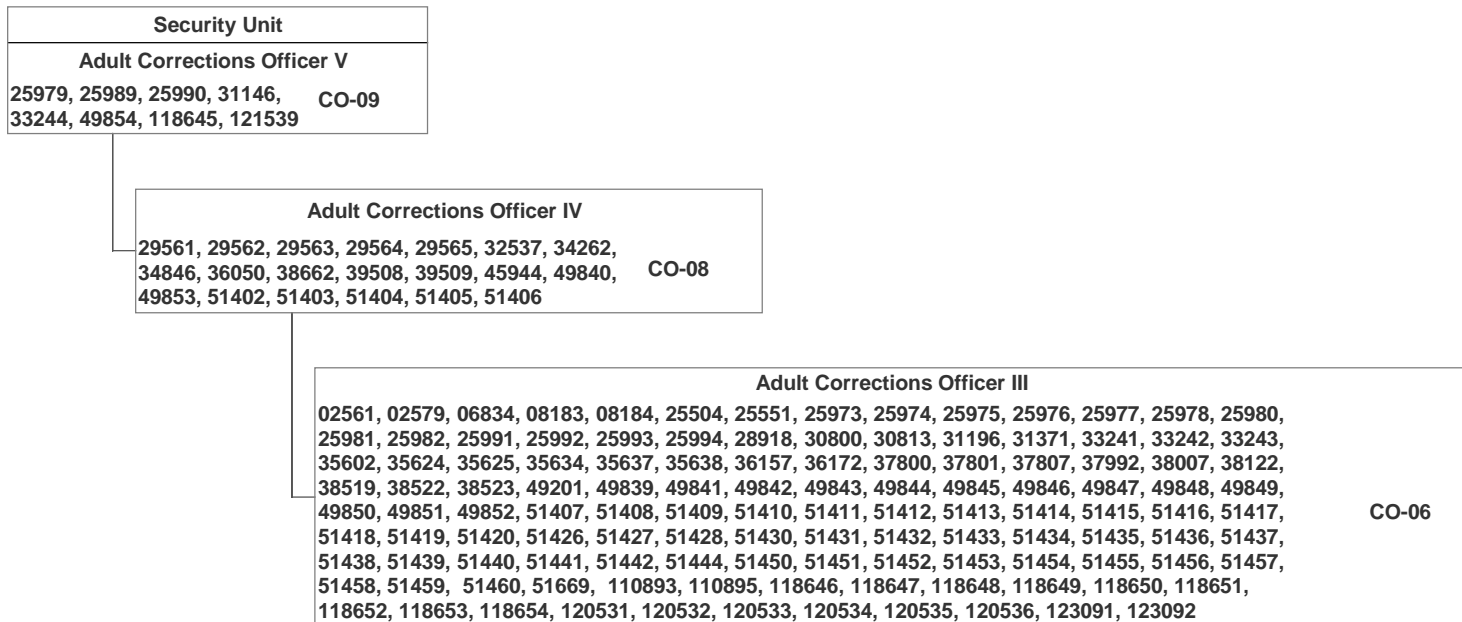 Security Unit
Adult Corrections Officer V
25979, 25989, 25990, 31146,
33244, 49854, 118645, 121539
CO-09
Adult Corrections Officer IV
29561, 29562, 29563, 29564, 29565, 32537, 34262,
34846, 36050, 38662, 39508, 39509, 45944, 49840,
49853, 51402, 51403, 51404, 51405, 51406
CO-08
Adult Corrections Officer III
02561, 02579, 06834, 08183, 08184, 25504, 25551, 25973, 25974, 25975, 25976, 25977, 25978, 25980,
25981, 25982, 25991, 25992, 25993, 25994, 28918, 30800, 30813, 31196, 31371, 33241, 33242, 33243,
35602, 35624, 35625, 35634, 35637, 35638, 36157, 36172, 37800, 37801, 37807, 37992, 38007, 38122,
38519, 38522, 38523, 49201, 49839, 49841, 49842, 49843, 49844, 49845, 49846, 49847, 49848, 49849,
49850, 49851, 49852, 51407, 51408, 51409, 51410, 51411, 51412, 51413, 51414, 51415, 51416, 51417,
51418, 51419, 51420, 51426, 51427, 51428, 51430, 51431, 51432, 51433, 51434, 51435, 51436, 51437,
51438, 51439, 51440, 51441, 51442, 51444, 51450, 51451, 51452, 51453, 51454, 51455, 51456, 51457,
51458, 51459, 51460, 51669, 110893, 110895, 118646, 118647, 118648, 118649, 118650, 118651,
118652, 118653, 118654, 120531, 120532, 120533, 120534, 120535, 120536, 123091, 123092
CO-06